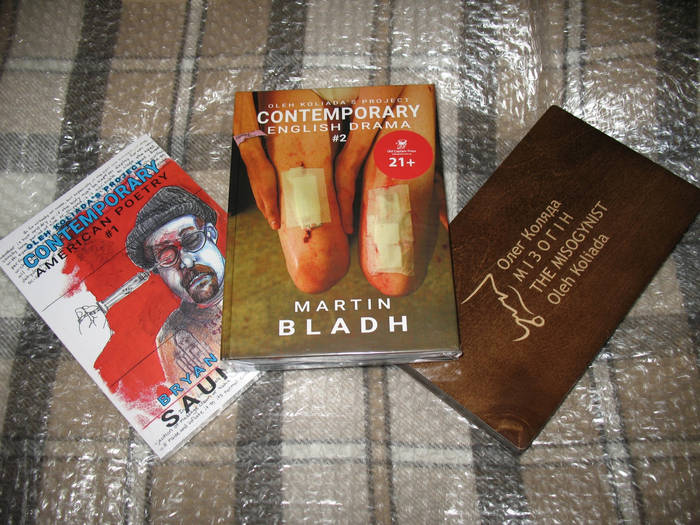 OLEH KOLIADA'S PROJECT
CONTEMPORARY
AMERICAN POETRY
#1
BRYAN
OLEH KOLIADA'S PROJECT
CONTEMPORARY
ENGLISH DRAMA
#2
21+
MARTIN
BLADH
Олег Коляда
МІЗОГІН
THE MISOGYNIST
Oleh Koliada